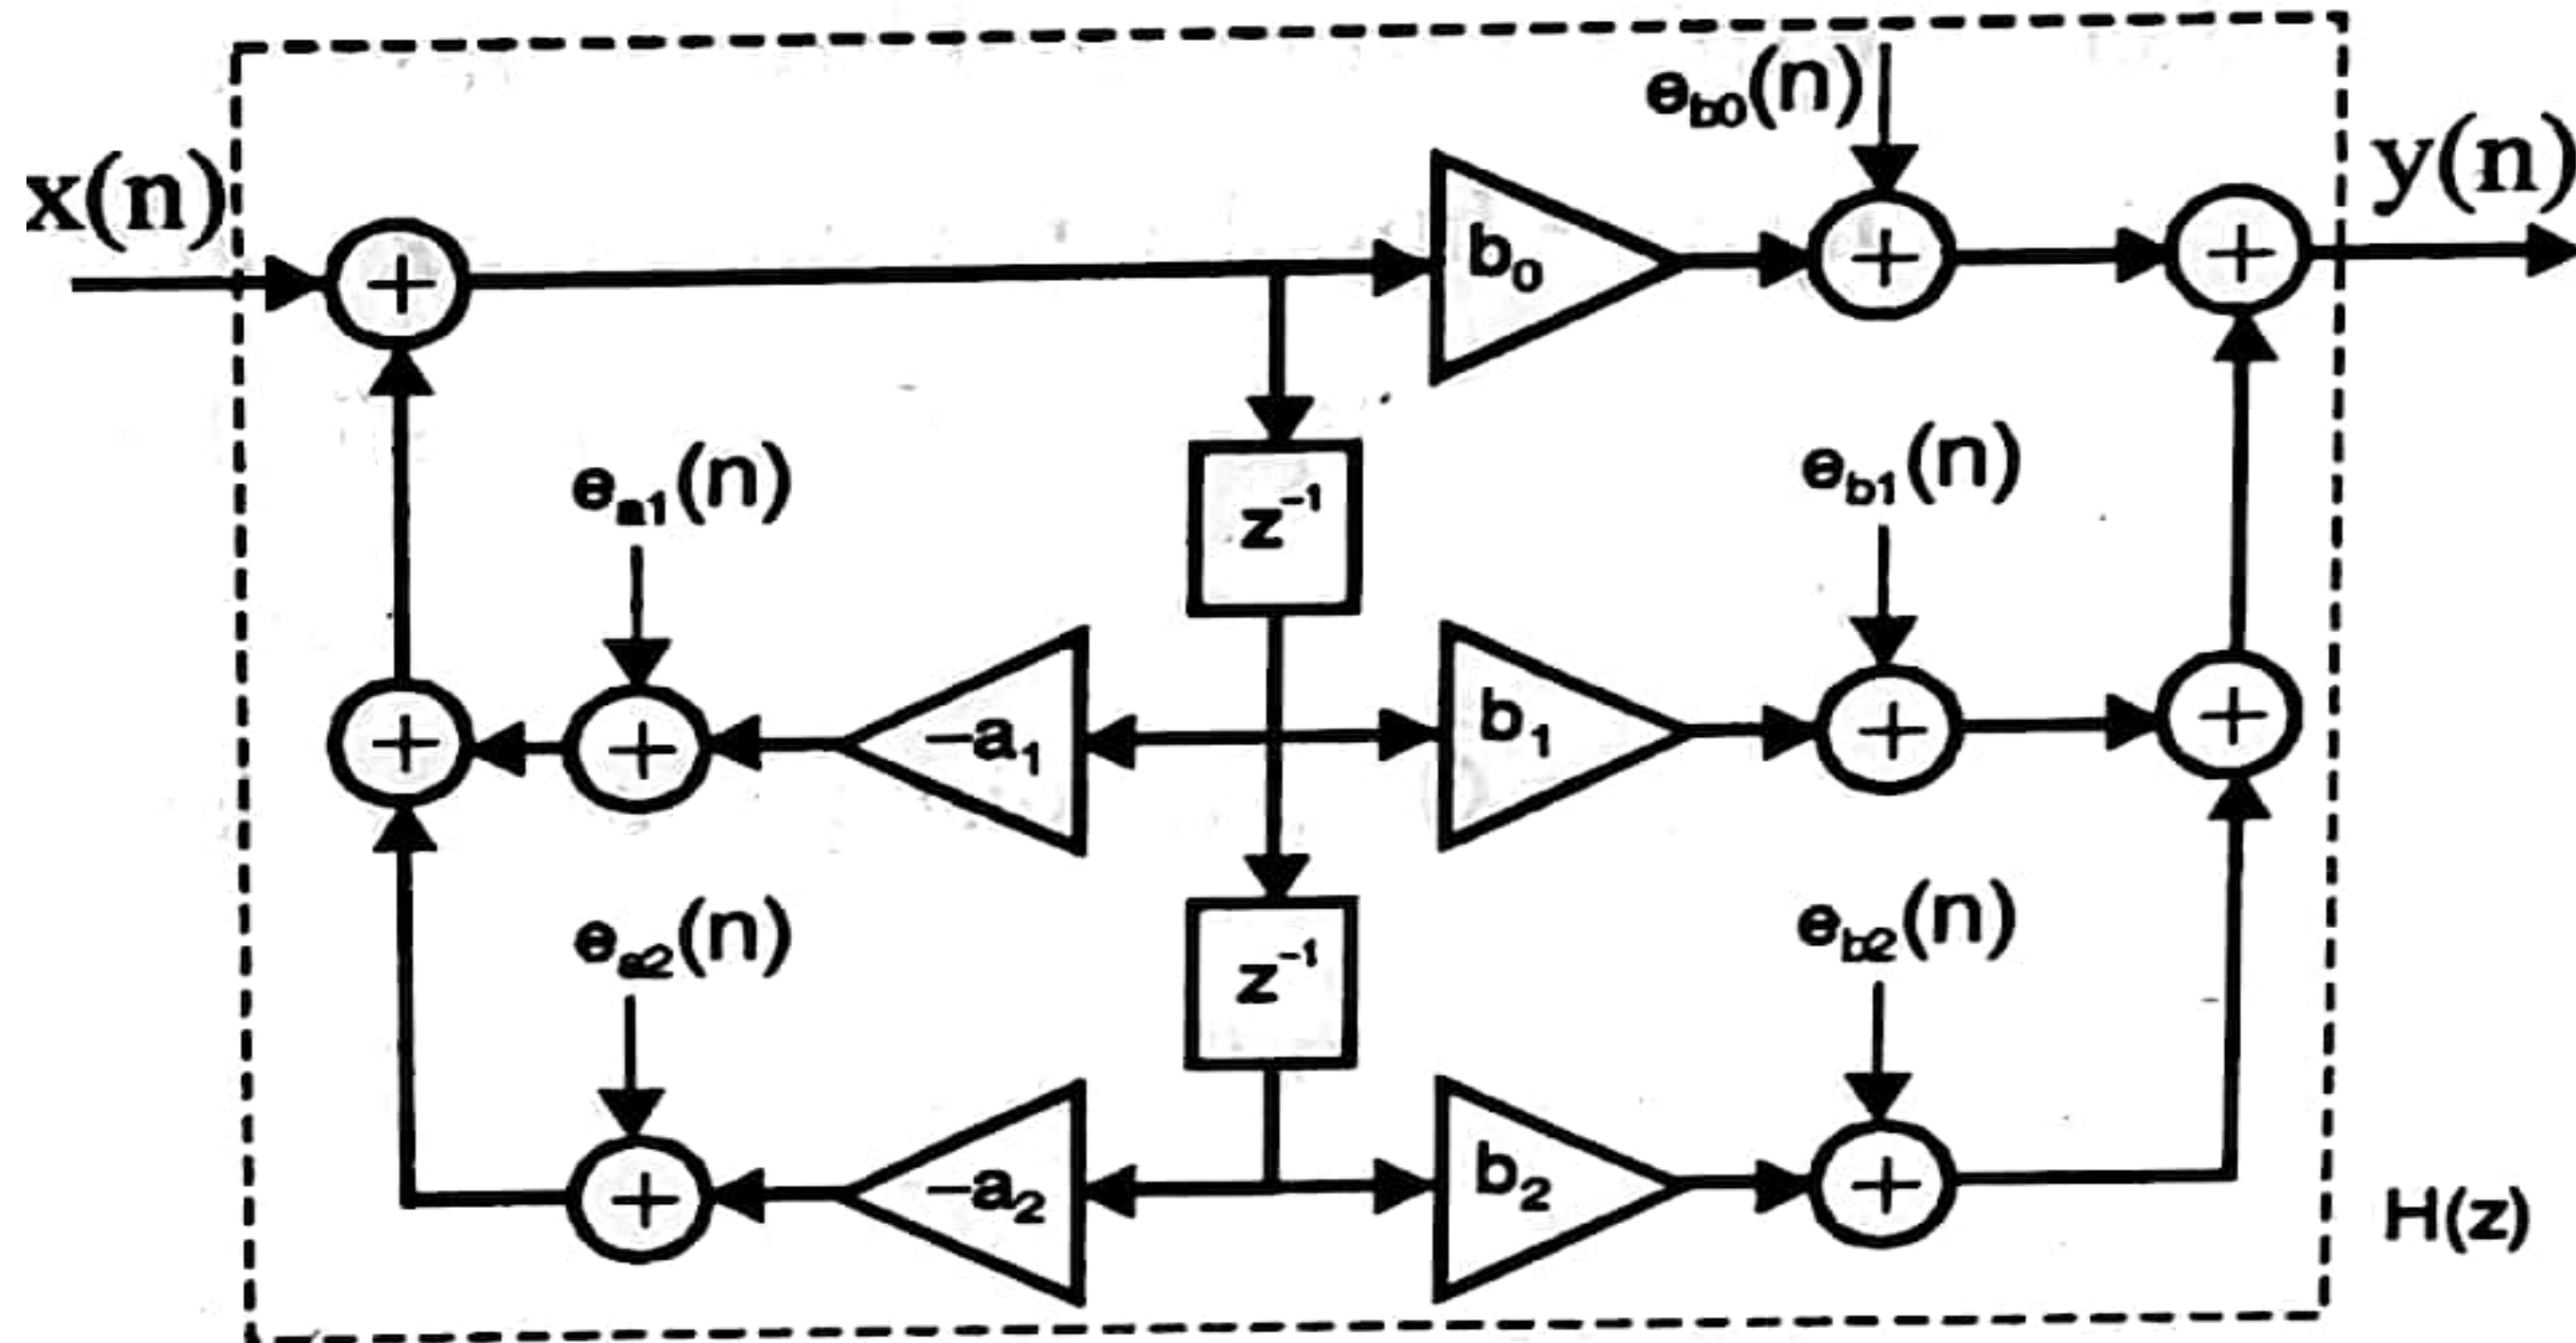 e_b0(n)
x(n)
y(n)
+
b_0
+
+
e_a1(n)
z^-1
e_b1(n)
+
+
-a_1
b_1
+
+
e_a2(n)
z^-1
e_b2(n)
+
-a_2
b_2
+
H(z)